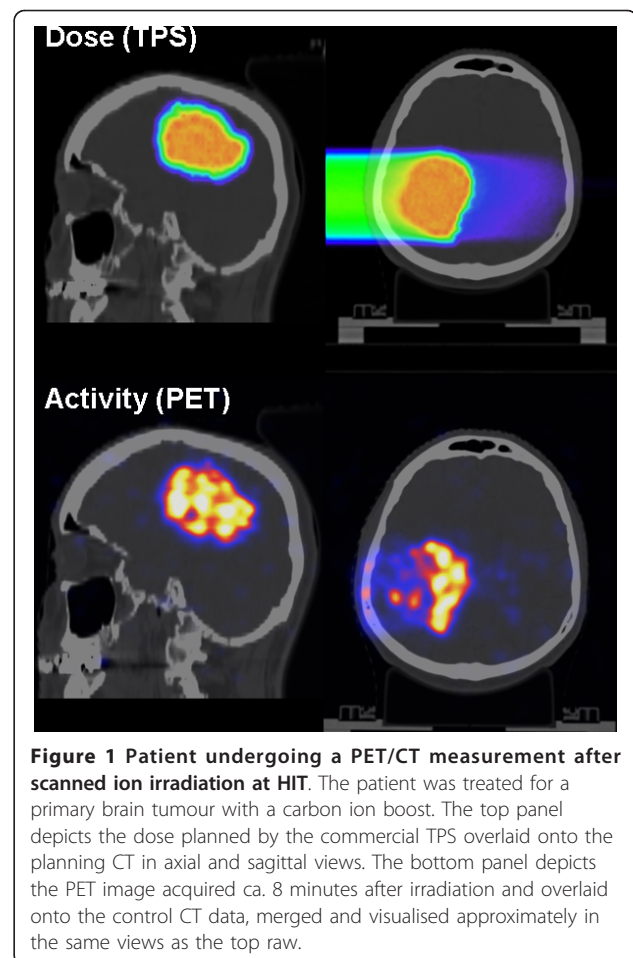 Dose (TPS)
Activity (PET)
Figure 1 Patient undergoing a PET/CT measurement after
scanned ion irradiation at HIT. The patient was treated for a
primary brain tumour with a carbon ion boost. The top panel
depicts the dose planned by the commercial TPS overlaid onto the
planning CT in axial and sagittal views. The bottom panel depicts
the PET image acquired ca. 8 minutes after irradiation and overlaid
onto the control CT data, merged and visualised approximately in
the same views as the top raw.